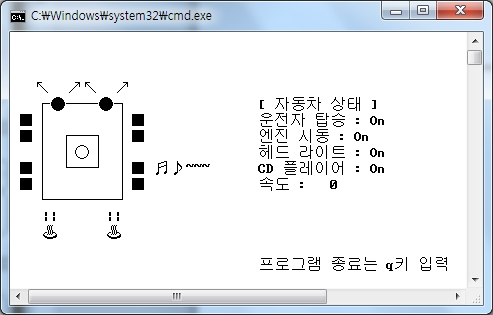 C:\Windows\system32\cmd.exe
[ 자동차 상태 ]
운전자 탑승 : On
엔진 시동 : On
헤드 라이트 : On
CD 플레이어 : On
속도 : 0
프로그램 종료는 q키 입력